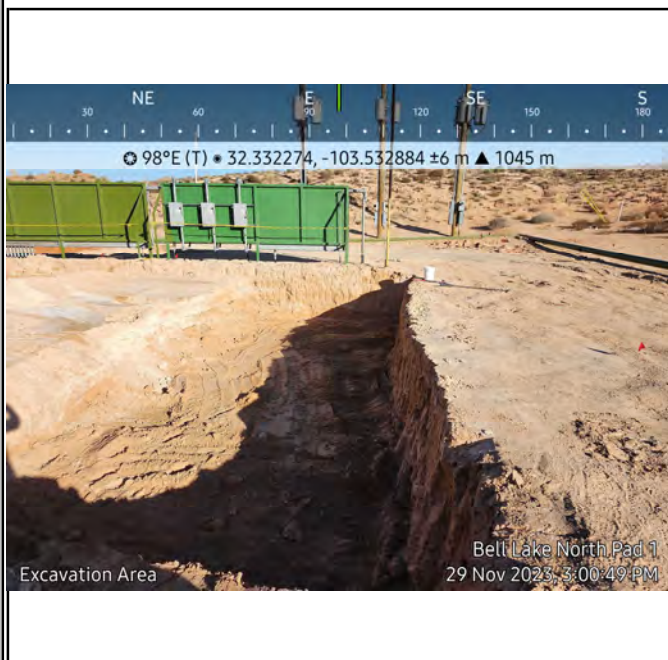 NE E SE S
30 60 90 120 150 180
98°E (T) ● 32.332274, -103.532884 ±6 m ▲ 1045 m
Bell Lake North Pad 1
Excavation Area 29 Nov 2023, 3:00:49 PM